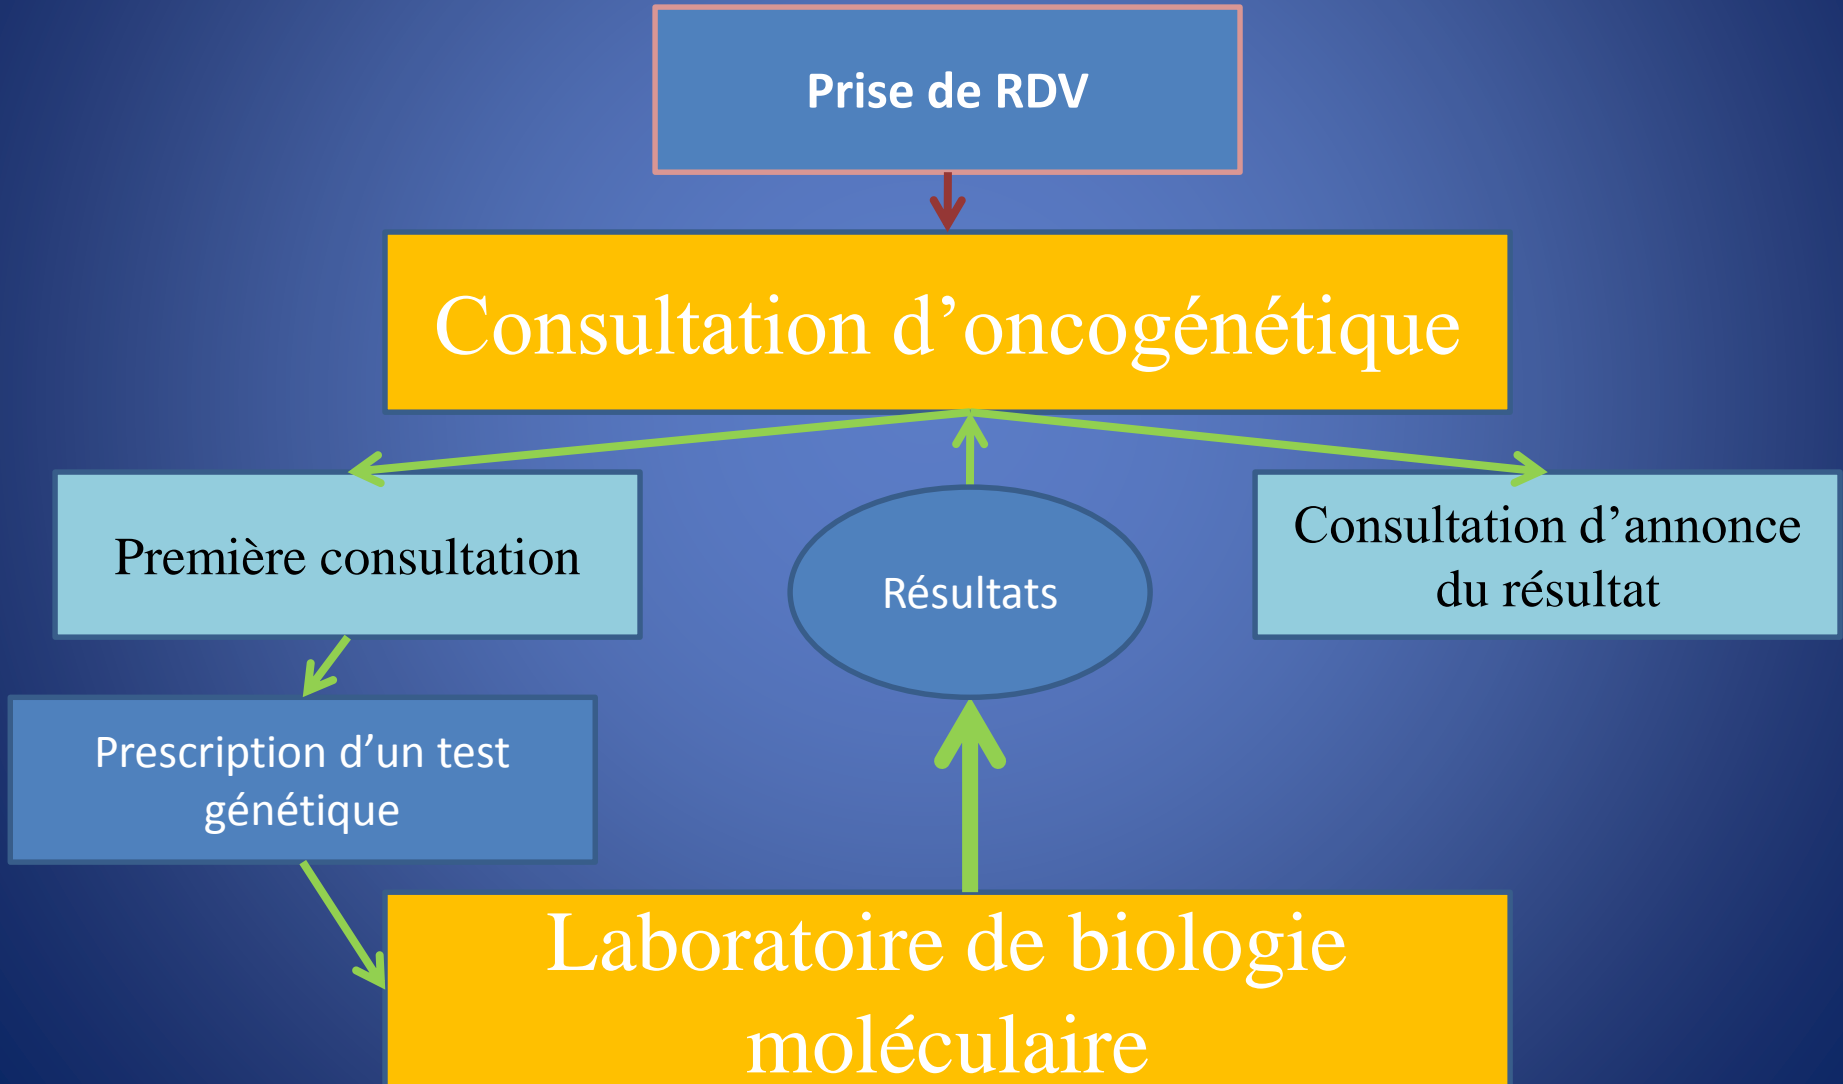 Prise de RDV
Consultation d’oncogénétique
Première consultation
Résultats
Consultation d’annonce
du résultat
Prescription d’un test
génétique
Laboratoire de biologie
moléculaire